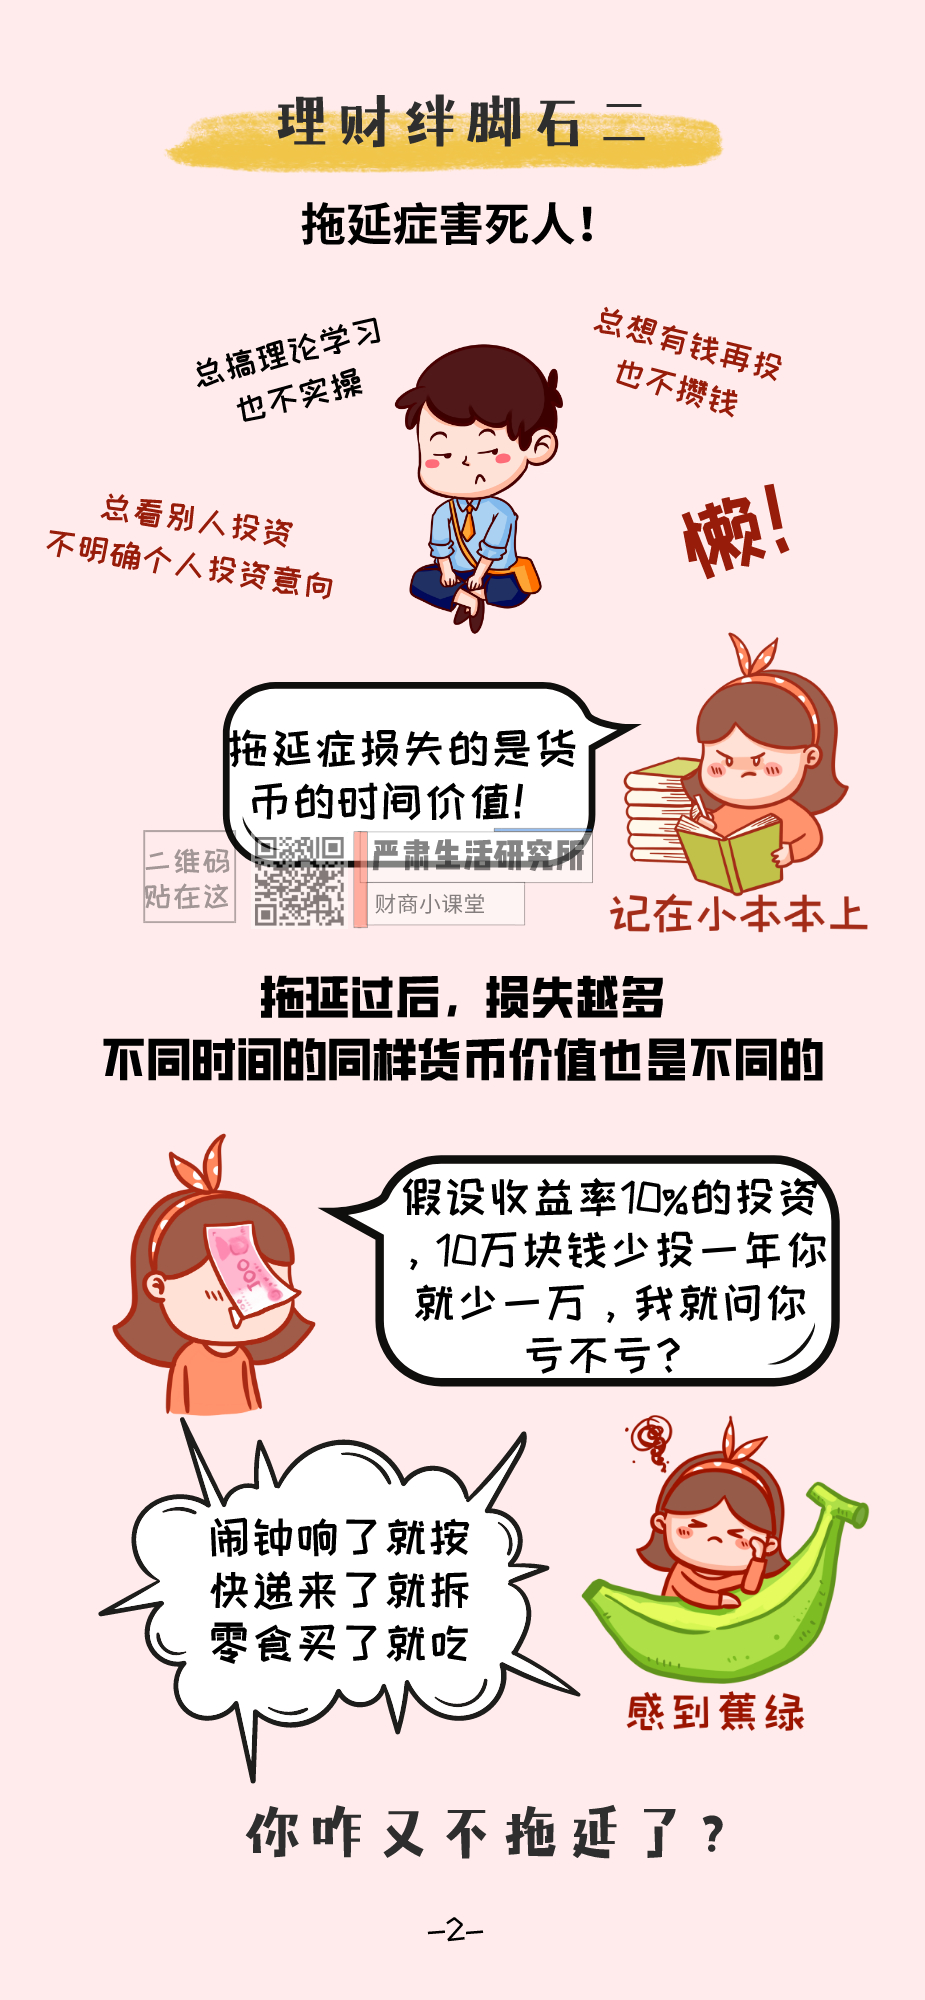 理财绊脚石二
拖延症害死人！
总搞理论学习
也不实操
总想有钱再投
也不攒钱
总看别人投资
不明确个人投资意向
懒！
拖延症损失的是货
币的时间价值！
二维码
贴在这
严肃生活研究所
财商小课堂
记在小本本上
拖延过后，损失越多
不同时间的同样货币价值也是不同的
100
假设收益率10%的投资
，10万块钱少投一年你
就少一万，我就问你
亏不亏？
闹钟响了就按
快递来了就拆
零食买了就吃
感到蕉绿
你咋又不拖延了？
-2-